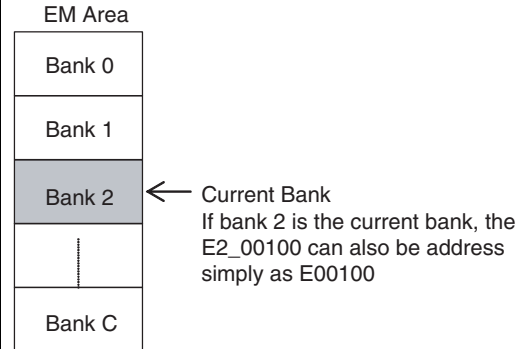 EM Area
Bank 0
Bank 1
Bank 2
Current Bank
If bank 2 is the current bank, the
E2_00100 can also be address
simply as E00100
Bank C